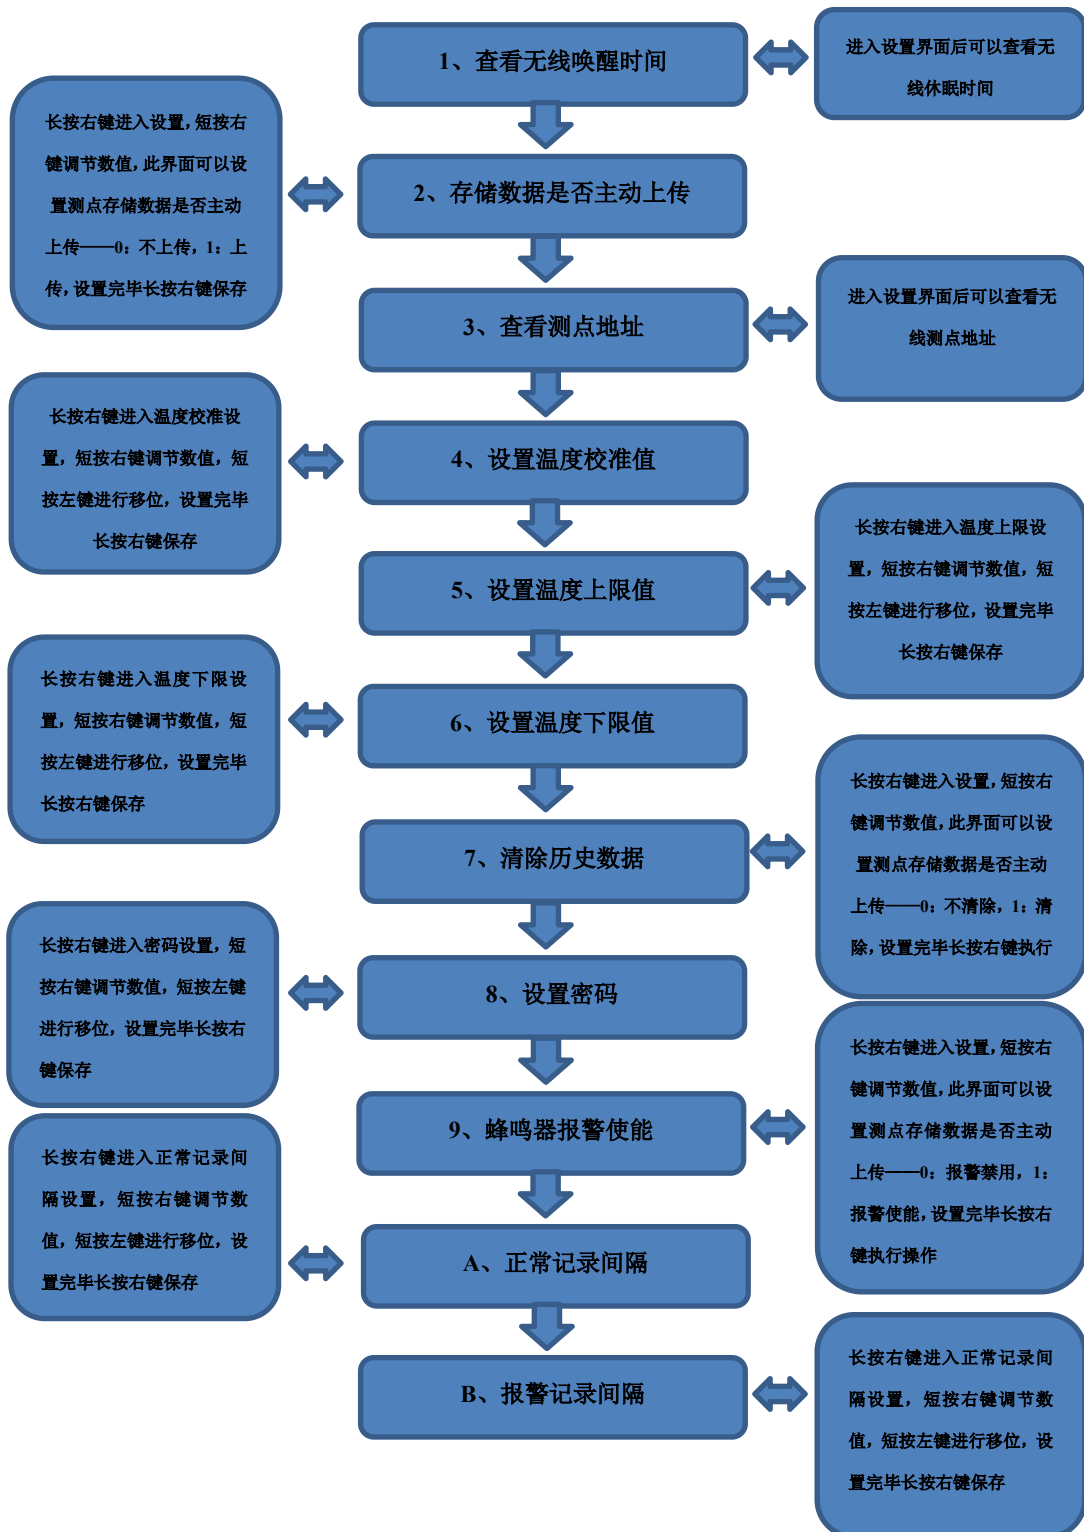 1、查看无线唤醒时间
进入设置界面后可以查看无
线休眠时间
长按右键进入设置，短按右
键调节数值，此界面可以设
置测点存储数据是否主动
上传——0：不上传，1：上
传，设置完毕长按右键保存
2、存储数据是否主动上传
3、查看测点地址
进入设置界面后可以查看无
线测点地址
长按右键进入温度校准设
置，短按右键调节数值，短
按左键进行移位，设置完毕
长按右键保存
4、设置温度校准值
5、设置温度上限值
长按右键进入温度上限设
置，短按右键调节数值，短
按左键进行移位，设置完毕
长按右键保存
长按右键进入温度下限设
置，短按右键调节数值，短
按左键进行移位，设置完毕
长按右键保存
6、设置温度下限值
7、清除历史数据
长按右键进入设置，短按右
键调节数值，此界面可以设
置测点存储数据是否主动
上传——0：不清除，1：清
除，设置完毕长按右键执行
长按右键进入密码设置，短
按右键调节数值，短按左键
进行移位，设置完毕长按右
键保存
8、设置密码
9、蜂鸣器报警使能
长按右键进入设置，短按右
键调节数值，此界面可以设
置测点存储数据是否主动
上传——0：报警禁用，1：
报警使能，设置完毕长按右
键执行操作
长按右键进入正常记录间
隔设置，短按右键调节数
值，短按左键进行移位，设
置完毕长按右键保存
A、正常记录间隔
B、报警记录间隔
长按右键进入正常记录间
隔设置，短按右键调节数
值，短按左键进行移位，设
置完毕长按右键保存